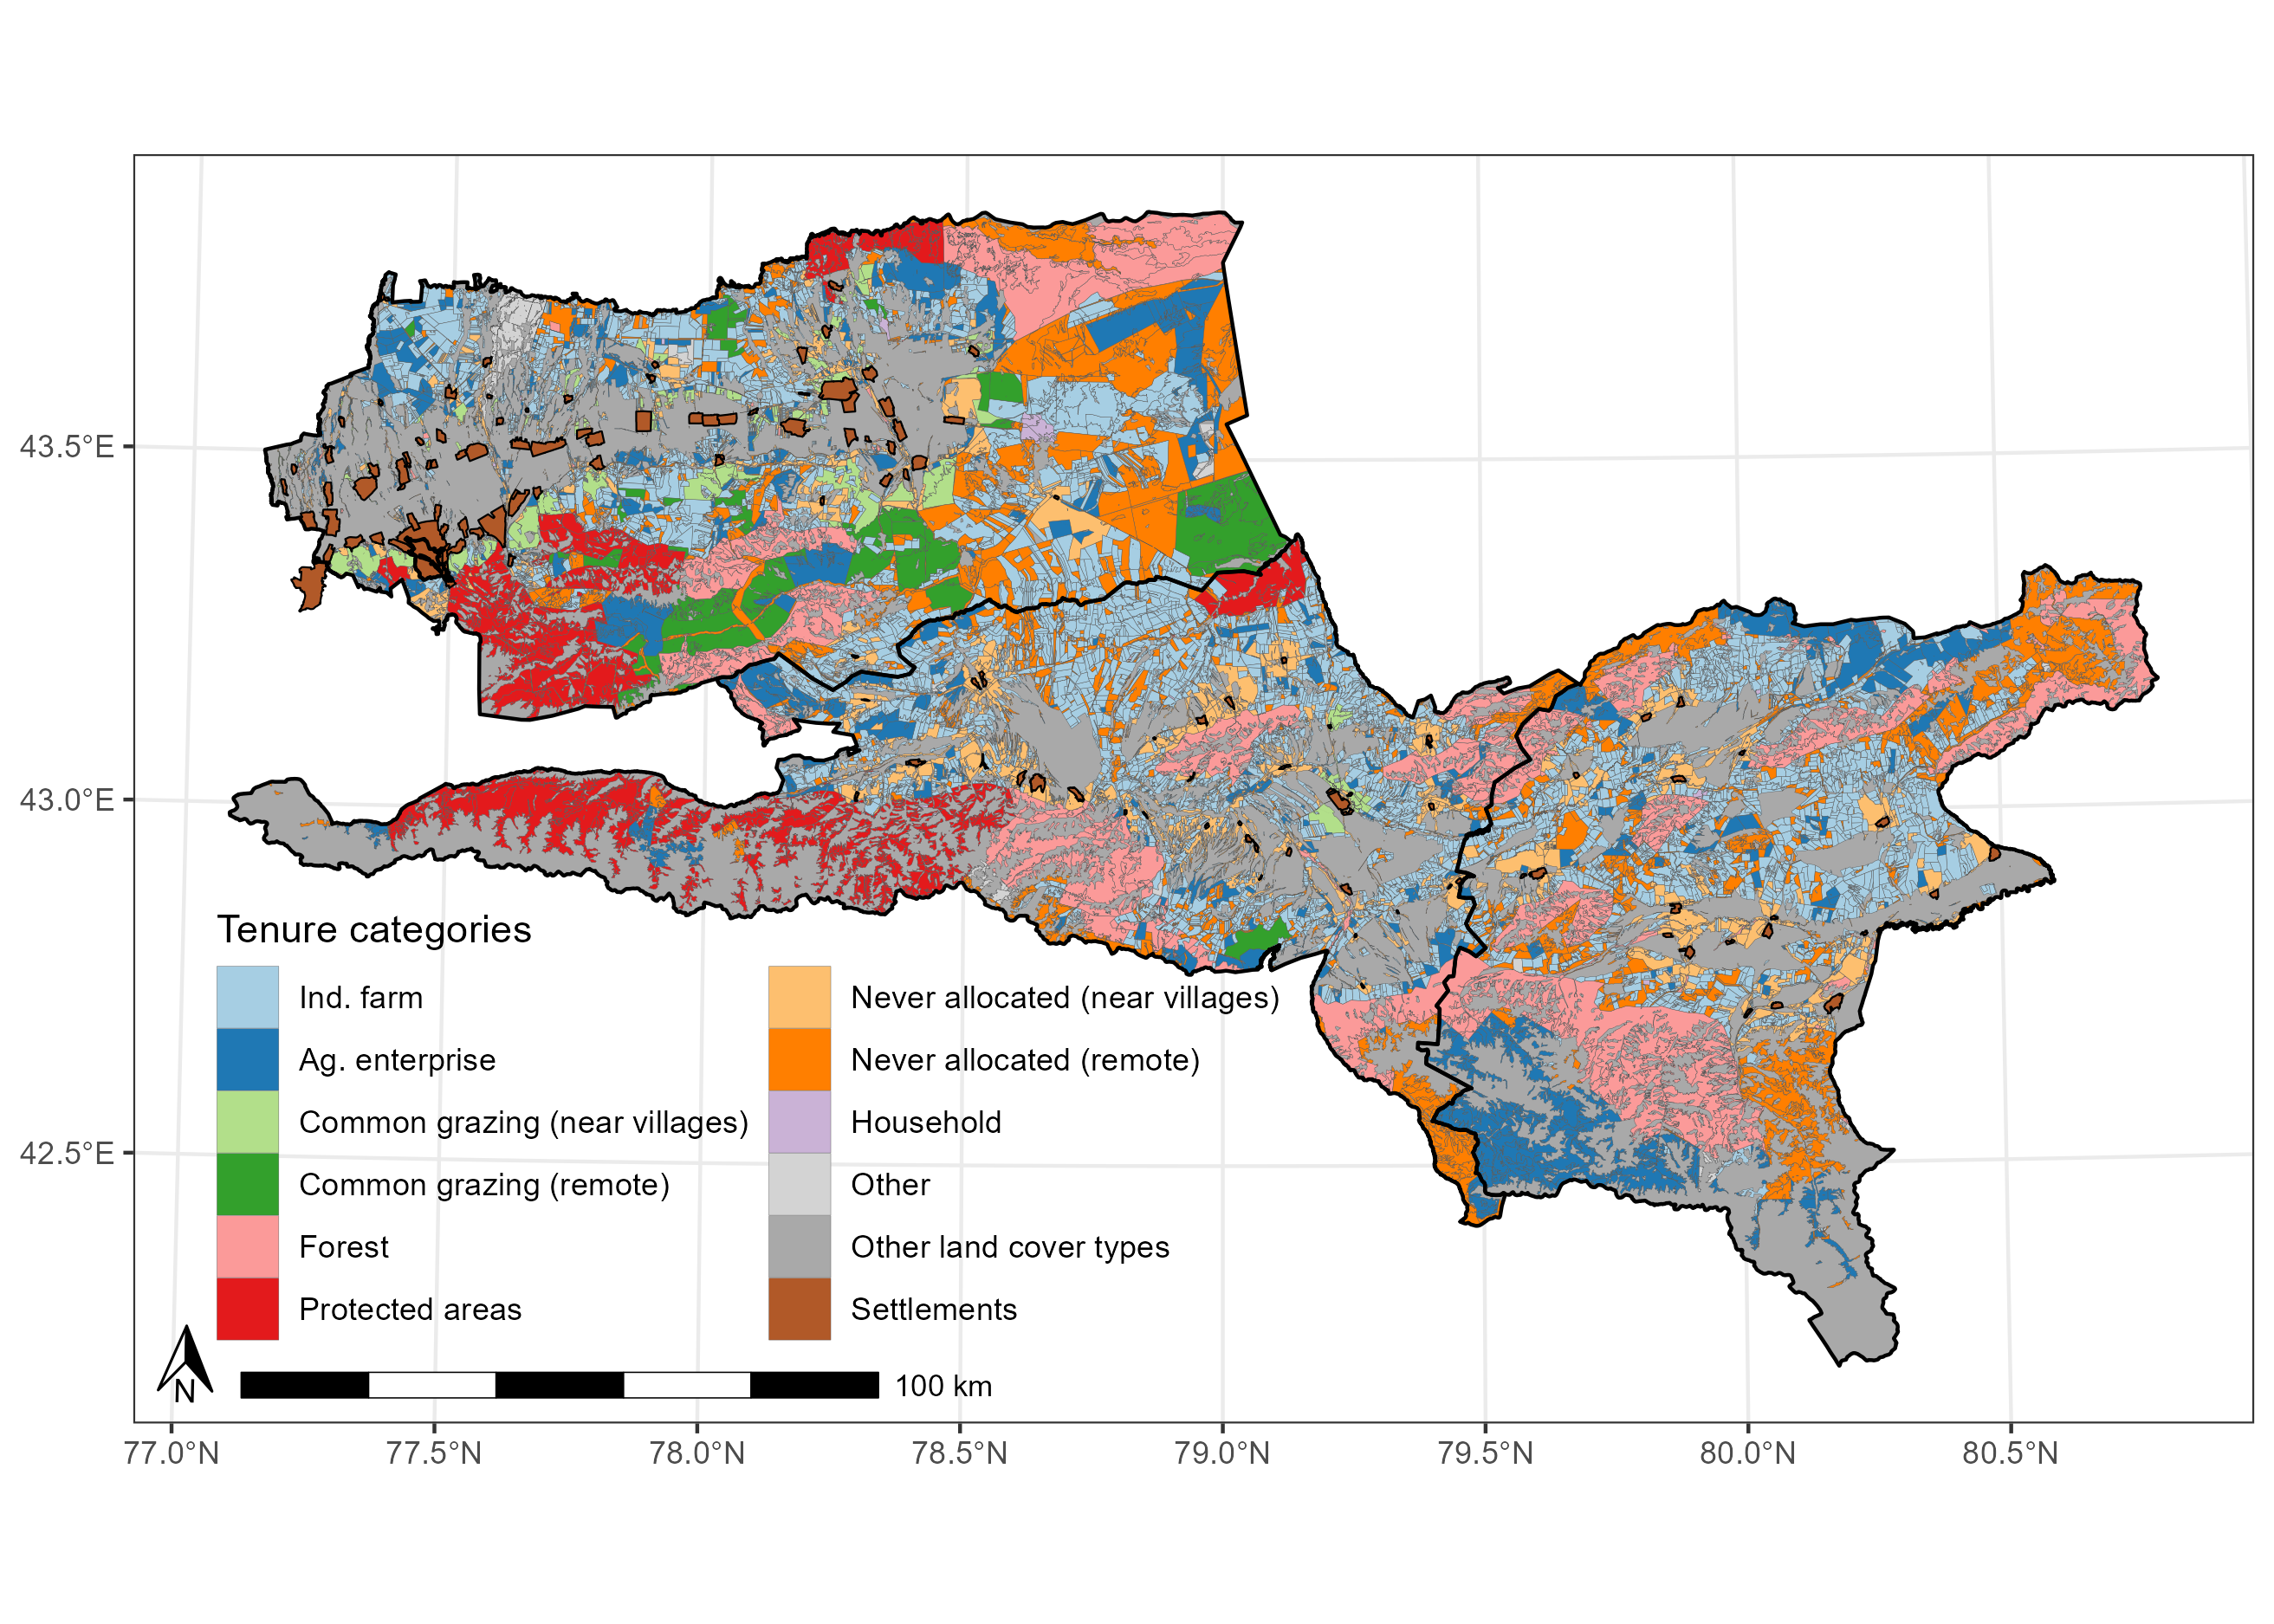 43.5°E
43.0°E
42.5°E
Tenure categories
Ind. farm
Ag. enterprise
Common grazing (near villages)
Common grazing (remote)
Forest
Protected areas
Never allocated (near villages)
Never allocated (remote)
Household
Other
Other land cover types
Settlements
N
100 km
77.0°N 77.5°N 78.0°N 78.5°N 79.0°N 79.5°N 80.0°N 80.5°N